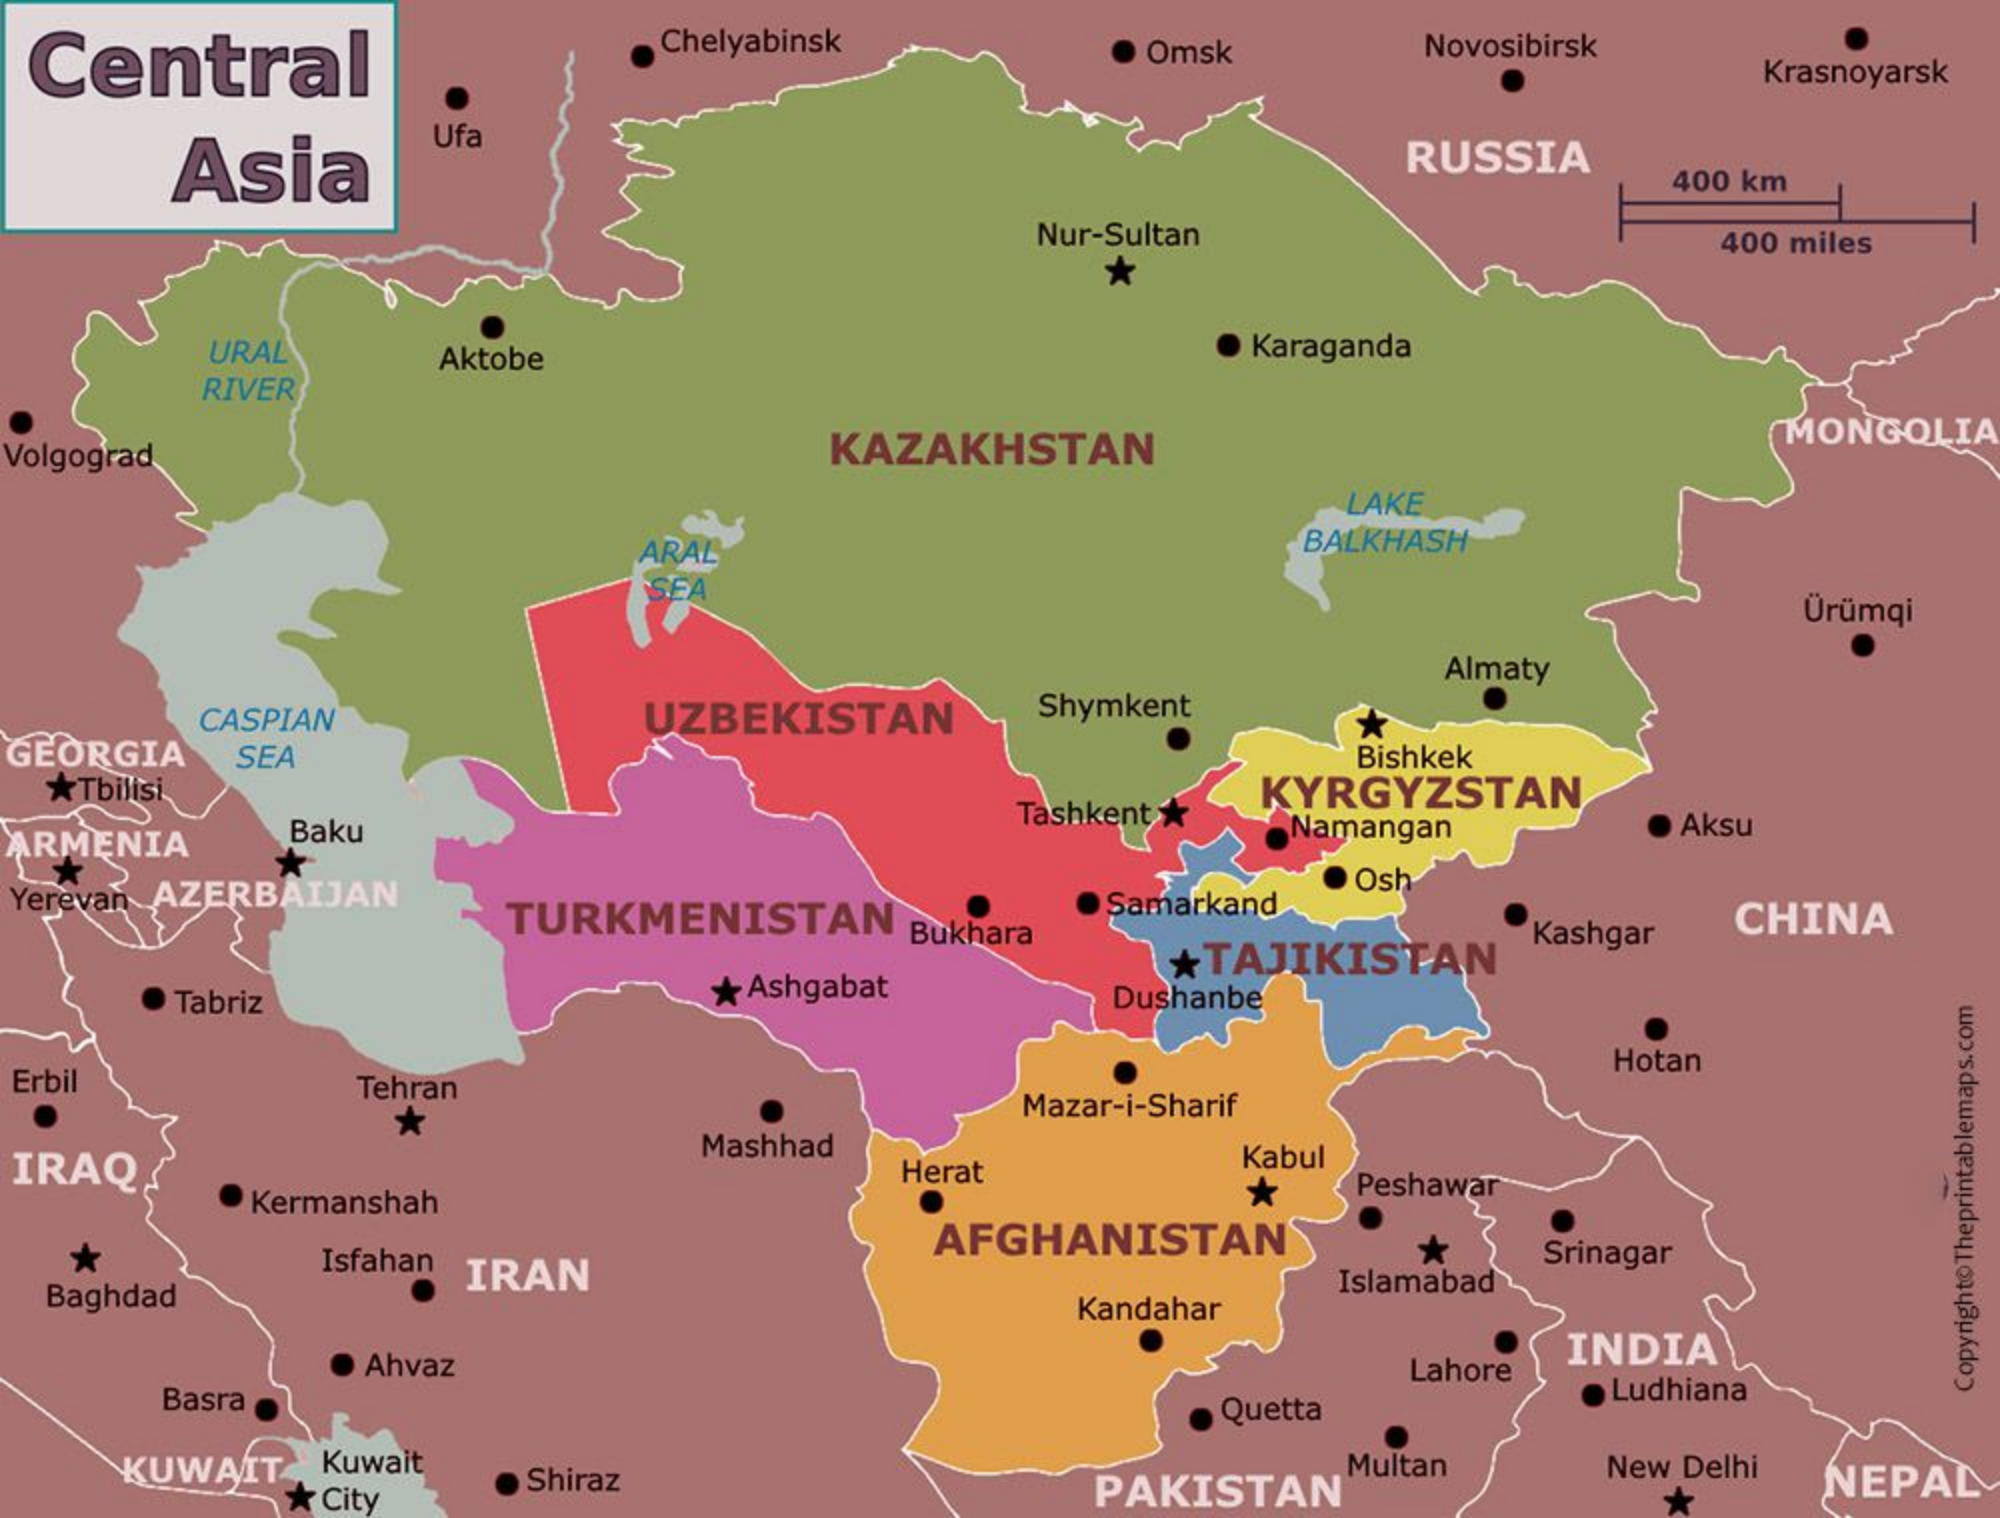 Central
Asia
Chelyabinsk
Omsk
Novosibirsk
Krasnoyarsk
Ufa
RUSSIA
400 km
400 miles
Nur-Sultan
URAL
RIVER
Aktobe
Karaganda
Volgograd
KAZAKHSTAN
MONGOLIA
LAKE
BALKHASH
ARAL
SEA
Ürümqi
Almaty
Shymkent
CASPIAN
SEA
UZBEKISTAN
GEORGIA
Tbilisi
Bishkek
KYRGYZSTAN
Tashkent
Namangan
Aksu
Baku
ARMENIA
Yerevan
AZERBAIJAN
Osh
Samarkand
TURKMENISTAN
Bukhara
Kashgar
CHINA
TAJIKISTAN
Dushanbe
Ashgabat
Tabriz
Hotan
Erbil
Tehran
Mazar-i-Sharif
Mashhad
IRAQ
Herat
Kabul
Peshawar
Kermanshah
AFGHANISTAN
Srinagar
Isfahan
IRAN
Islamabad
Baghdad
Kandahar
INDIA
Ahvaz
Lahore
Ludhiana
Basra
Quetta
Kuwait
City
KUWAIT
Shiraz
Multan
New Delhi
PAKISTAN
NEPAL
Copyright©Theprintablemaps.com